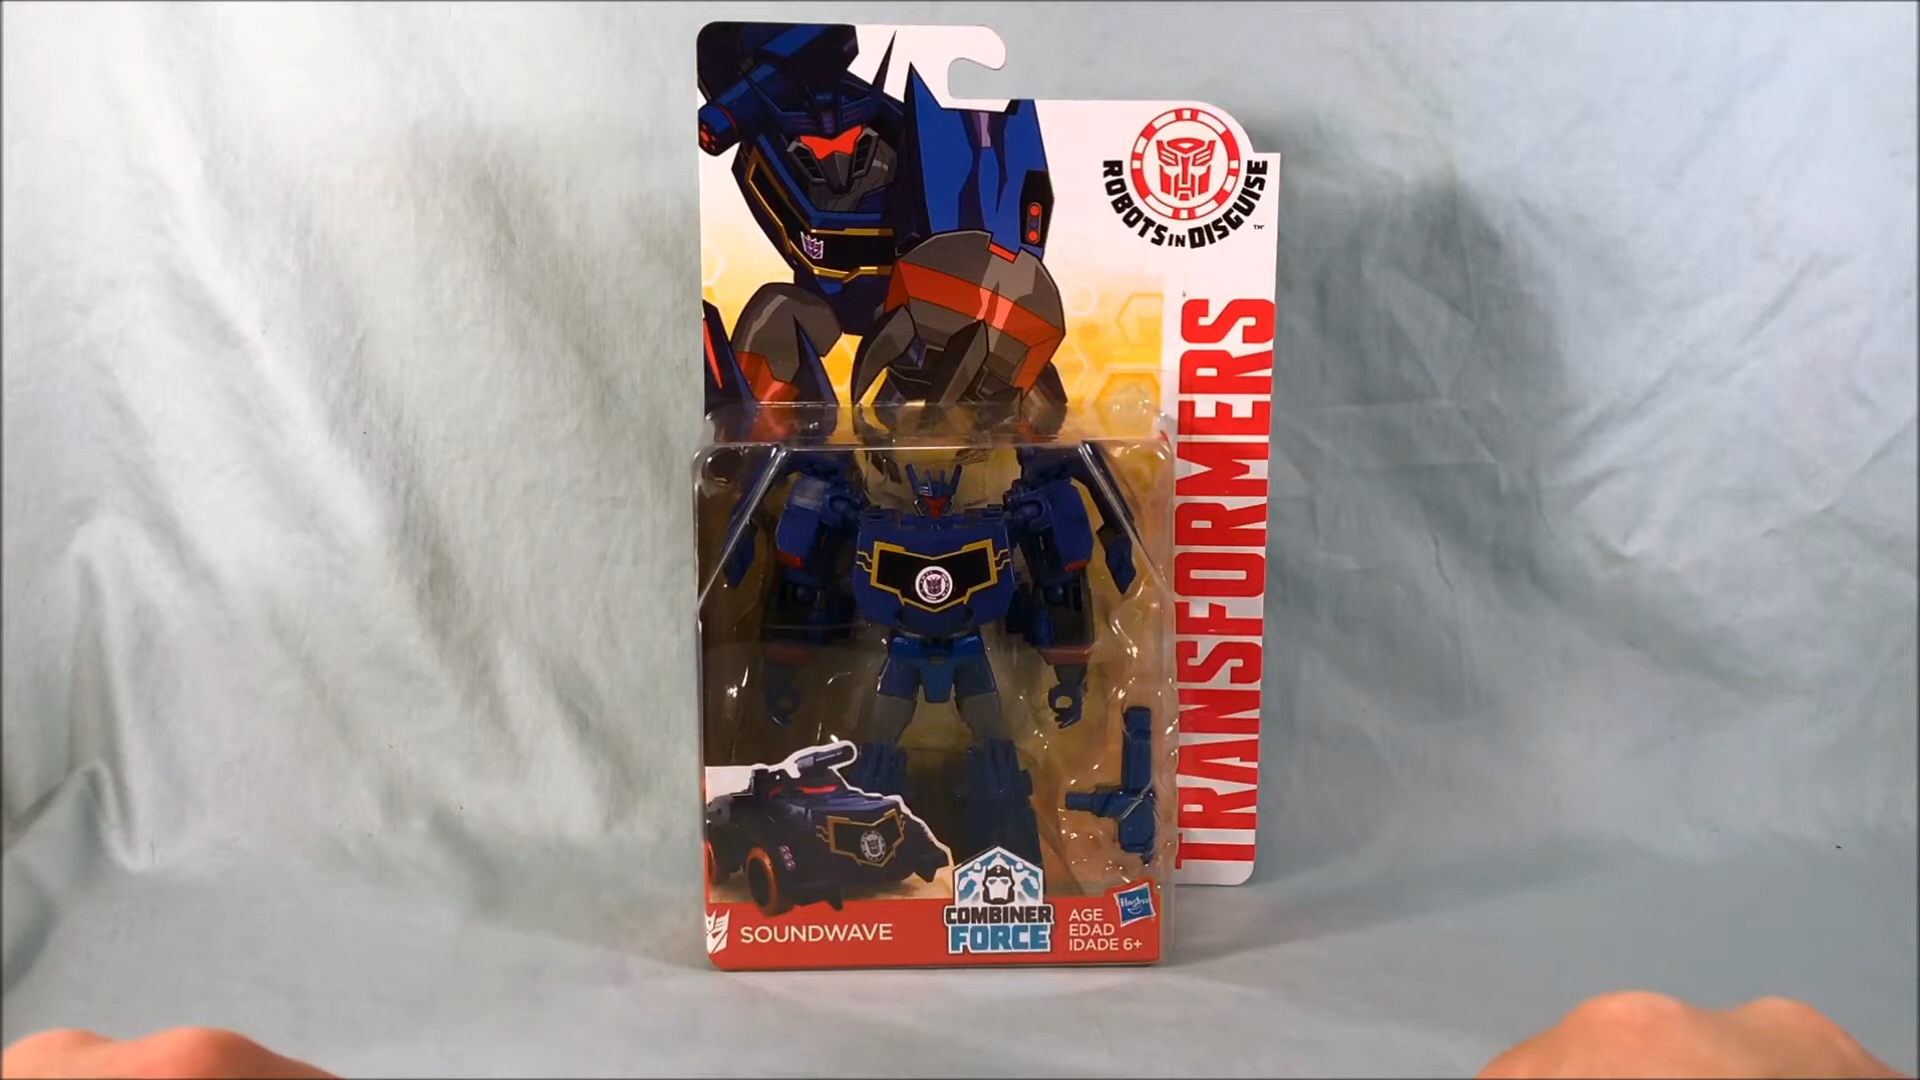 ROBOTS IN DISGUISE
TM
TRANSFORMERS
SOUNDWAVE
COMBINER
FORCE
AGE
EDAD
IDADE 6+
Hasbro